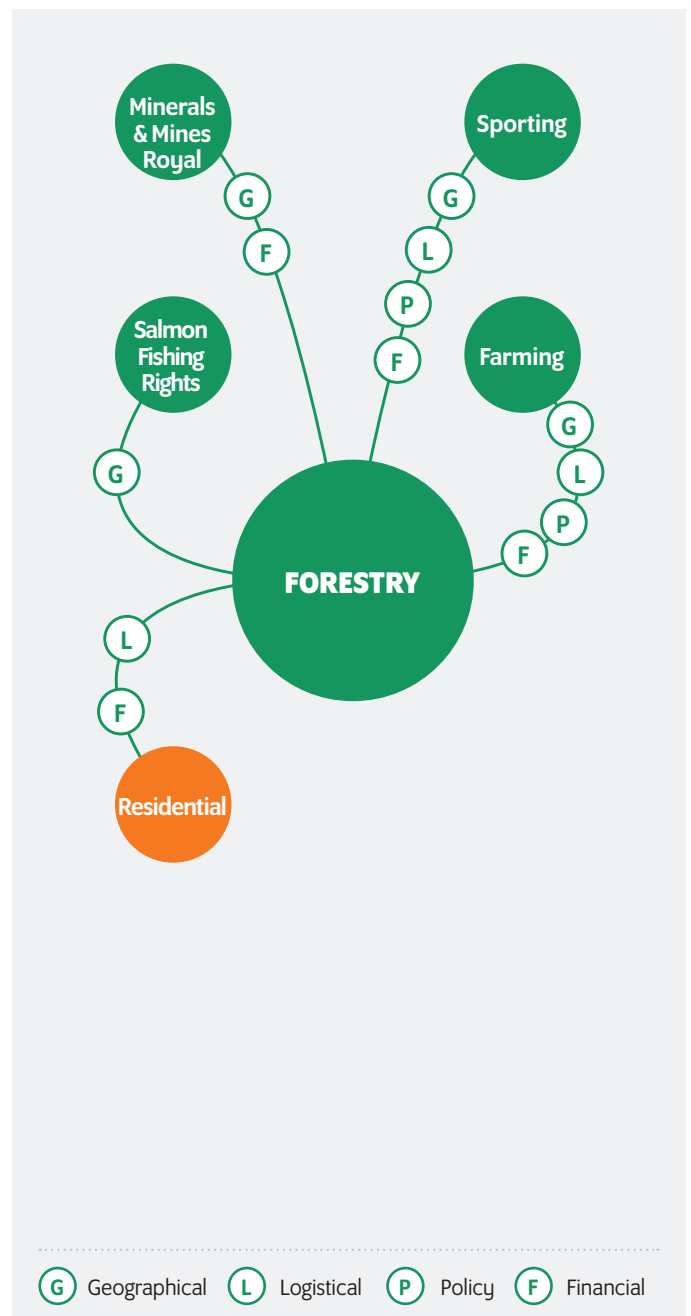 Minerals
& Mines
Royal
Sporting
G
F
G
L
P
F
Salmon
Fishing
Rights
Farming
G
G
L
P
F
FORESTRY
L
F
Residential
G Geographical L Logistical P Policy F Financial